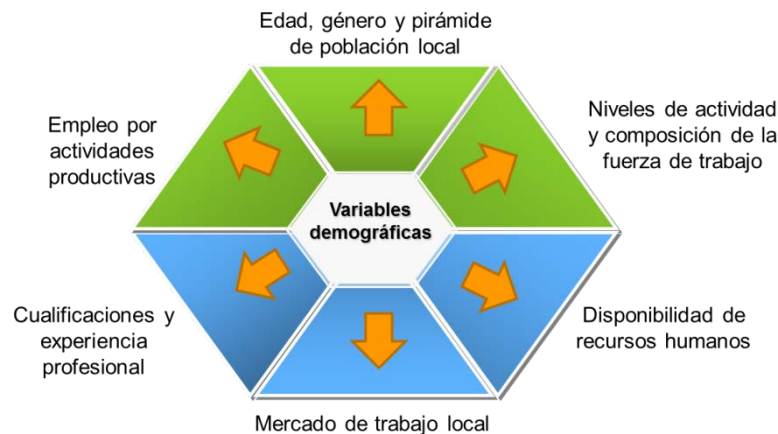 Edad, género y pirámide
de población local
Niveles de actividad
y composición de la
fuerza de trabajo
Empleo por
actividades
productivas
Variables
demográficas
Cualificaciones y
experiencia
profesional
Disponibilidad de
recursos humanos
Mercado de trabajo local